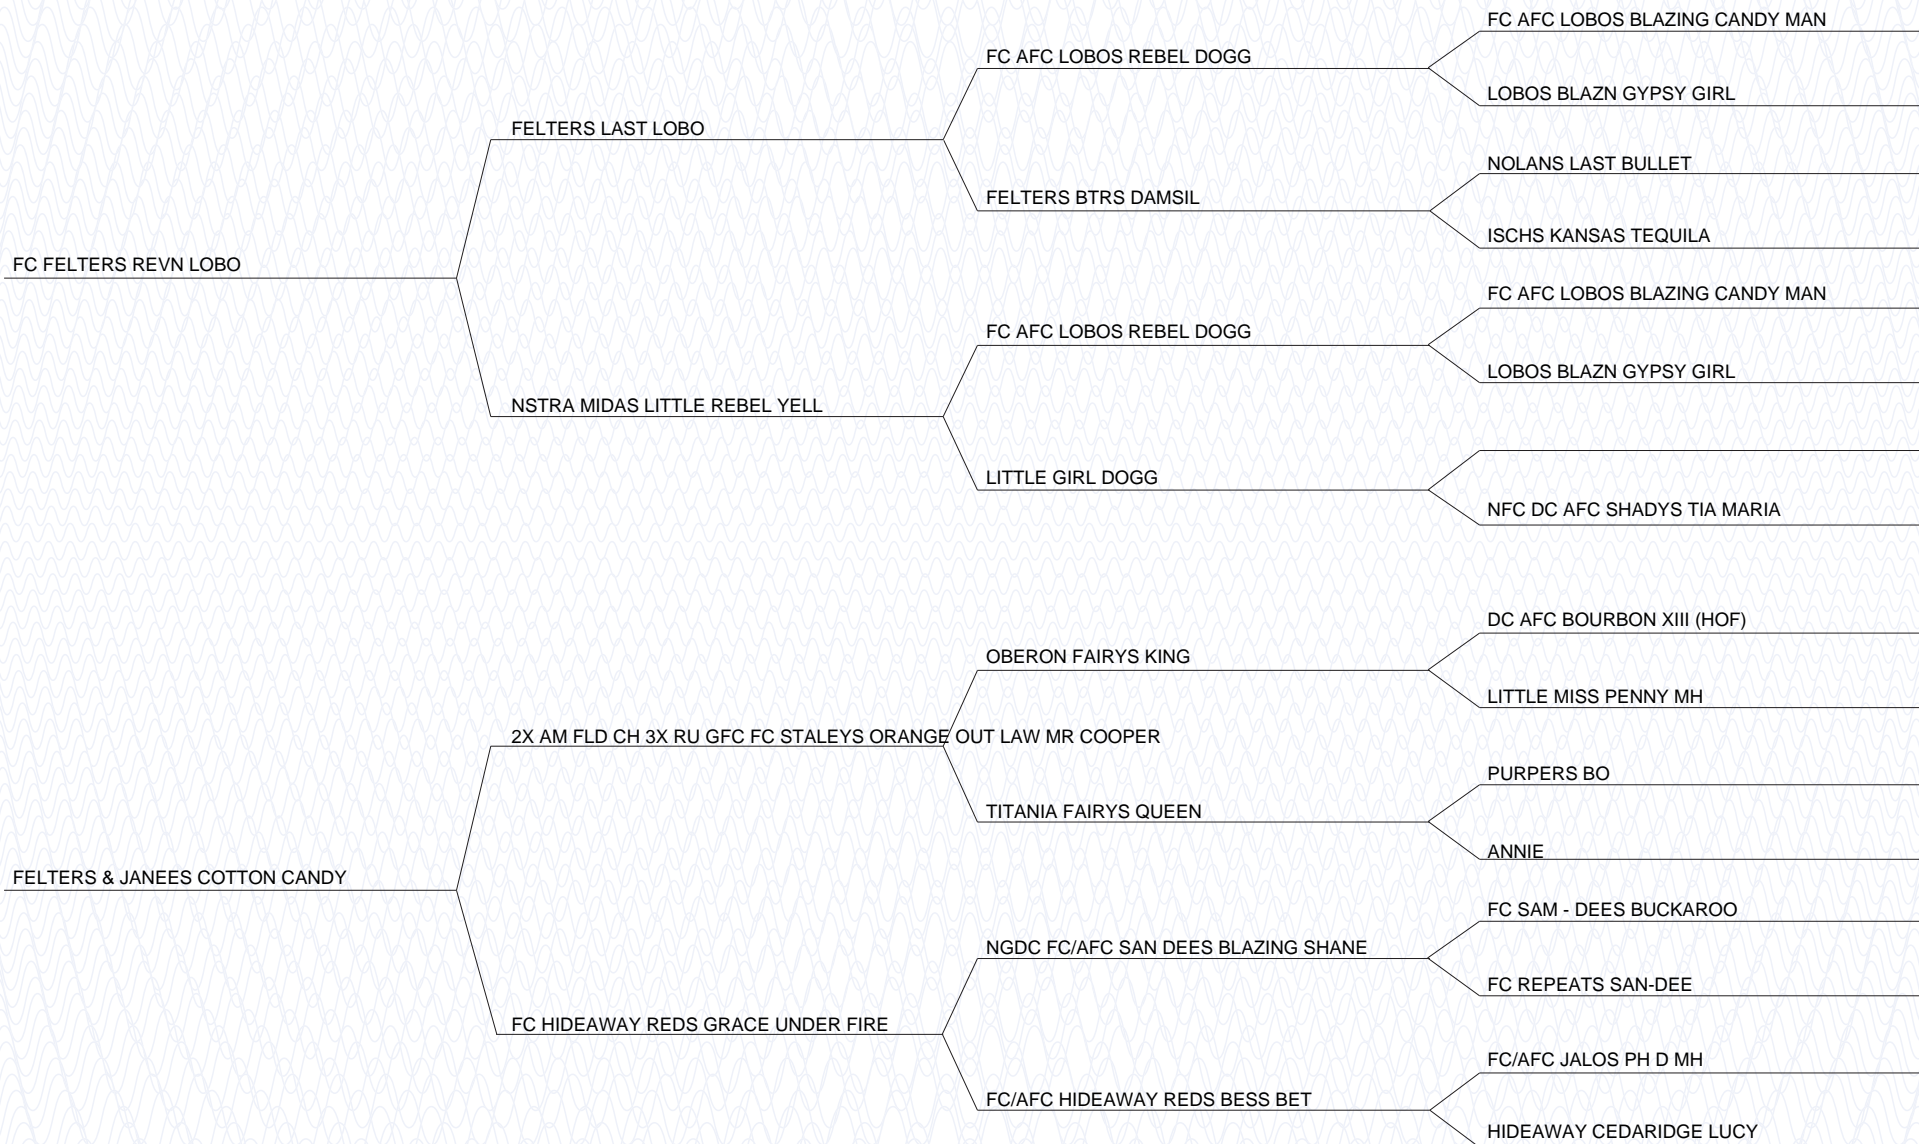 FC AFC LOBOS BLAZING CANDY MAN
FC AFC LOBOS REBEL DOGG
LOBOS BLAZN GYPSY GIRL
FELTERS LAST LOBO
NOLANS LAST BULLET
FELTERS BTRS DAMSIL
ISCHS KANSAS TEQUILA
FC FELTERS REVN LOBO
FC AFC LOBOS BLAZING CANDY MAN
FC AFC LOBOS REBEL DOGG
LOBOS BLAZN GYPSY GIRL
NSTRA MIDAS LITTLE REBEL YELL
LITTLE GIRL DOGG
NFC DC AFC SHADYS TIA MARIA
DC AFC BOURBON XIII (HOF)
OBERON FAIRYS KING
LITTLE MISS PENNY MH
2X AM FLD CH 3X RU GFC FC STALEYS ORANGE OUT LAW MR COOPER
PURPERS BO
TITANIA FAIRYS QUEEN
ANNIE
FELTERS & JANEES COTTON CANDY
FC SAM - DEES BUCKAROO
NGDC FC/AFC SAN DEES BLAZING SHANE
FC REPEATS SAN-DEE
FC HIDEAWAY REDS GRACE UNDER FIRE
FC/AFC JALOS PH D MH
FC/AFC HIDEAWAY REDS BESS BET
HIDEAWAY CEDARIDGE LUCY